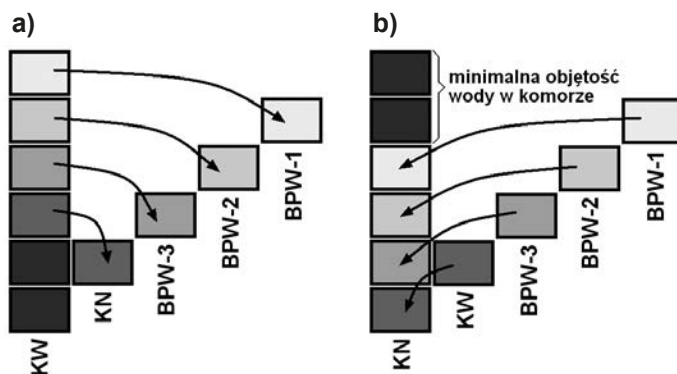 a)
BPW-1
BPW-2
BPW-3
KN
KW
b)
minimalna objętość
wody w komorze
BPW-1
BPW-2
BPW-3
KW
KN